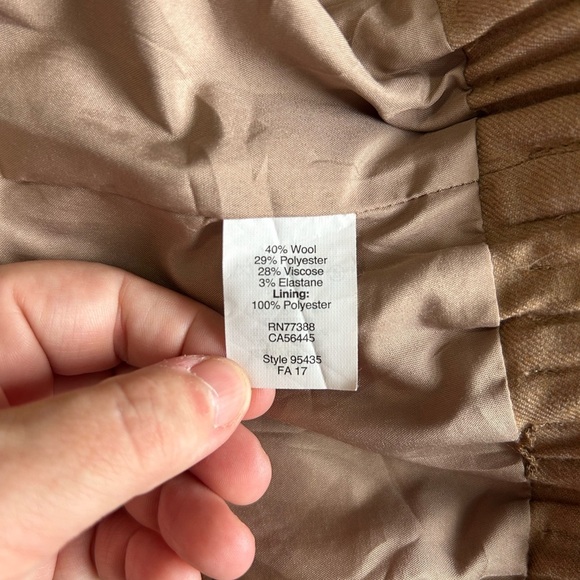 40% Wool
29% Polyester
28% Viscose
3% Elastane
Lining:
100% Polyester
RN77388
CA56445
Style 95435
FA 17